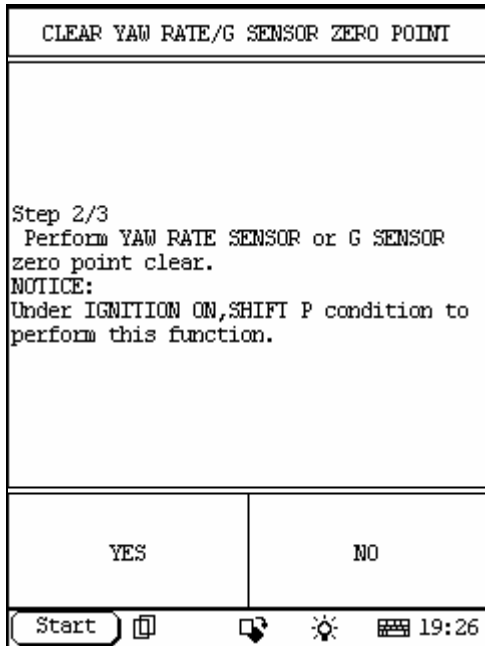 CLEAR YAW RATE/G SENSOR ZERO POINT
Step 2/3
Perform YAW RATE SENSOR or G SENSOR
zero point clear.
NOTICE:
Under IGNITION ON,SHIFT P condition to
perform this function.
YES
NO
Start
19:26